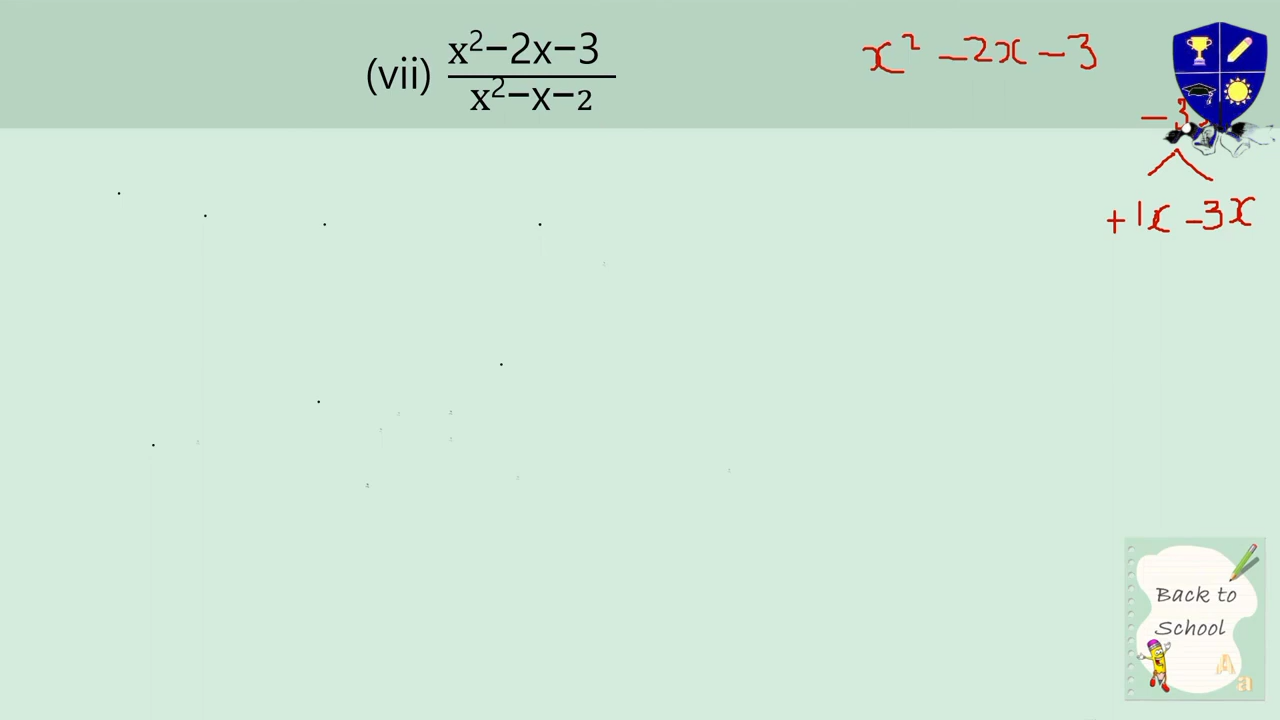 (vii) x²−2x−3 / x²−x−2
x² − 2x − 3
− 3
+1x −3x
Back to
School
A
a